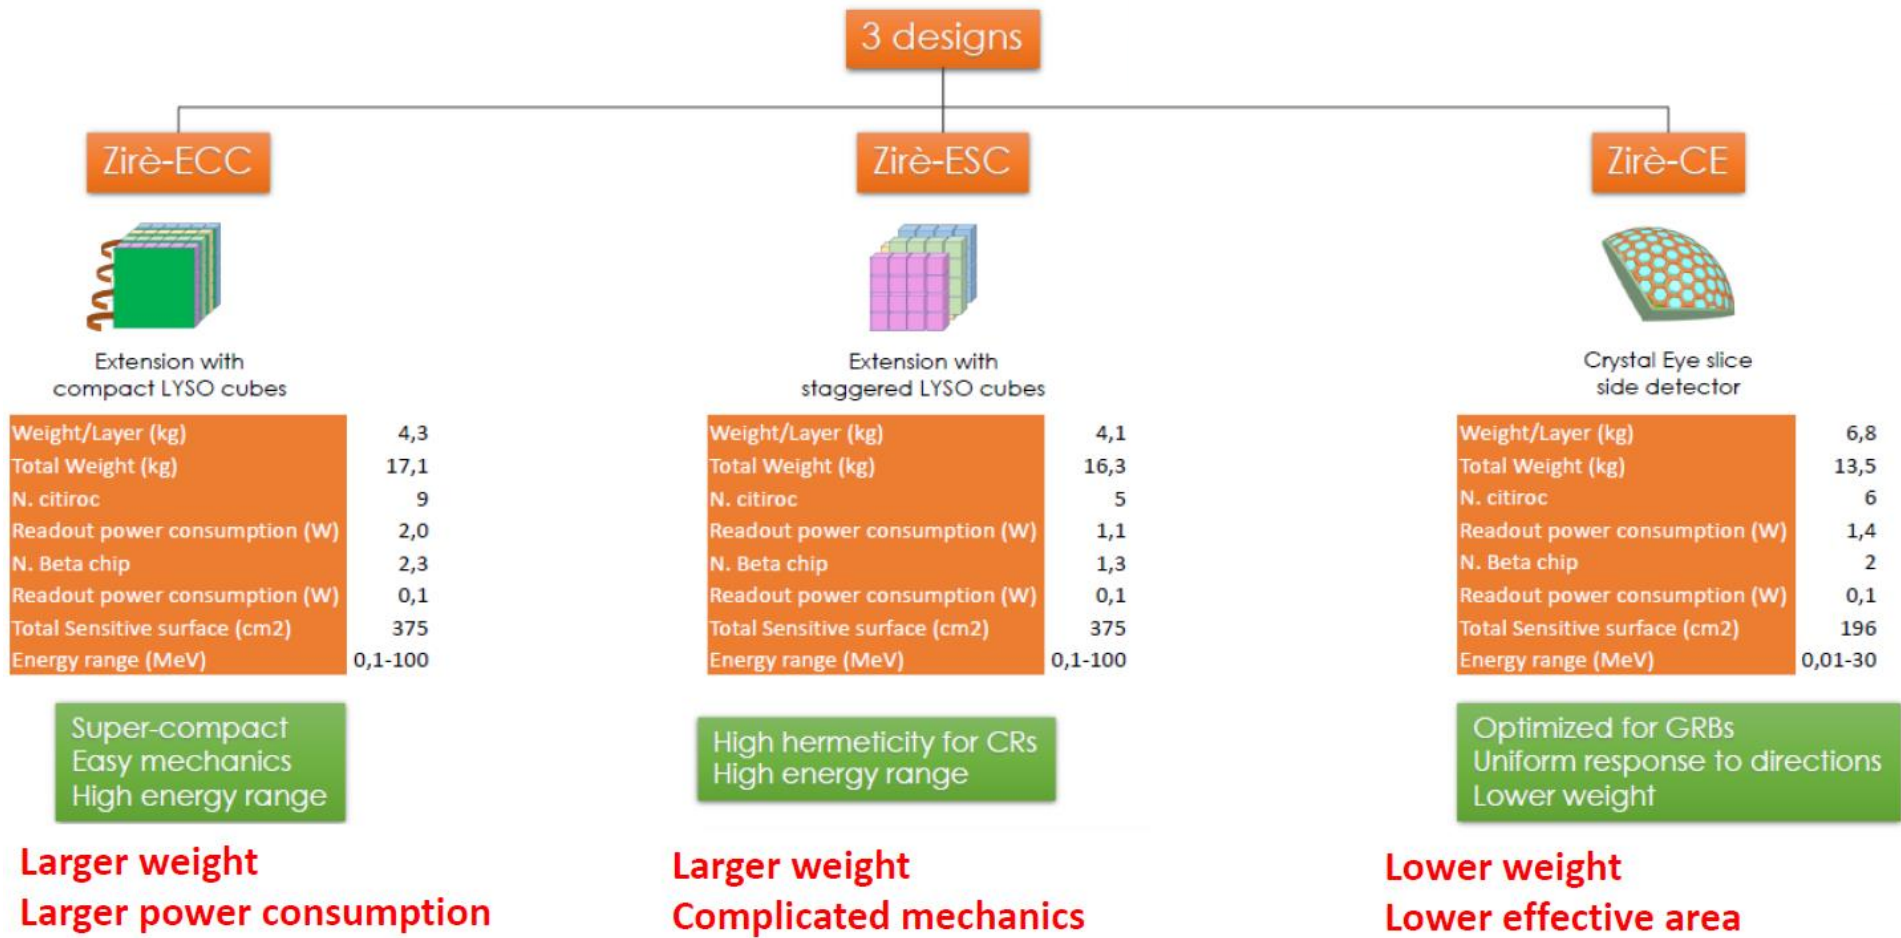 3 designs
Zirè-ECC
Extension with
compact LYSO cubes
Weight/Layer (kg) 4,3
Total Weight (kg) 17,1
N. citiroc 9
Readout power consumption (W) 2,0
N. Beta chip 2,3
Readout power consumption (W) 0,1
Total Sensitive surface (cm2) 375
Energy range (MeV) 0,1-100
Super-compact
Easy mechanics
High energy range
Larger weight
Larger power consumption
Zirè-ESC
Extension with
staggered LYSO cubes
Weight/Layer (kg) 4,1
Total Weight (kg) 16,3
N. citiroc 5
Readout power consumption (W) 1,1
N. Beta chip 1,3
Readout power consumption (W) 0,1
Total Sensitive surface (cm2) 375
Energy range (MeV) 0,1-100
High hermeticity for CRs
High energy range
Larger weight
Complicated mechanics
Zirè-CE
Crystal Eye slice
side detector
Weight/Layer (kg) 6,8
Total Weight (kg) 13,5
N. citiroc 6
Readout power consumption (W) 1,4
N. Beta chip 2
Readout power consumption (W) 0,1
Total Sensitive surface (cm2) 196
Energy range (MeV) 0,01-30
Optimized for GRBs
Uniform response to directions
Lower weight
Lower weight
Lower effective area